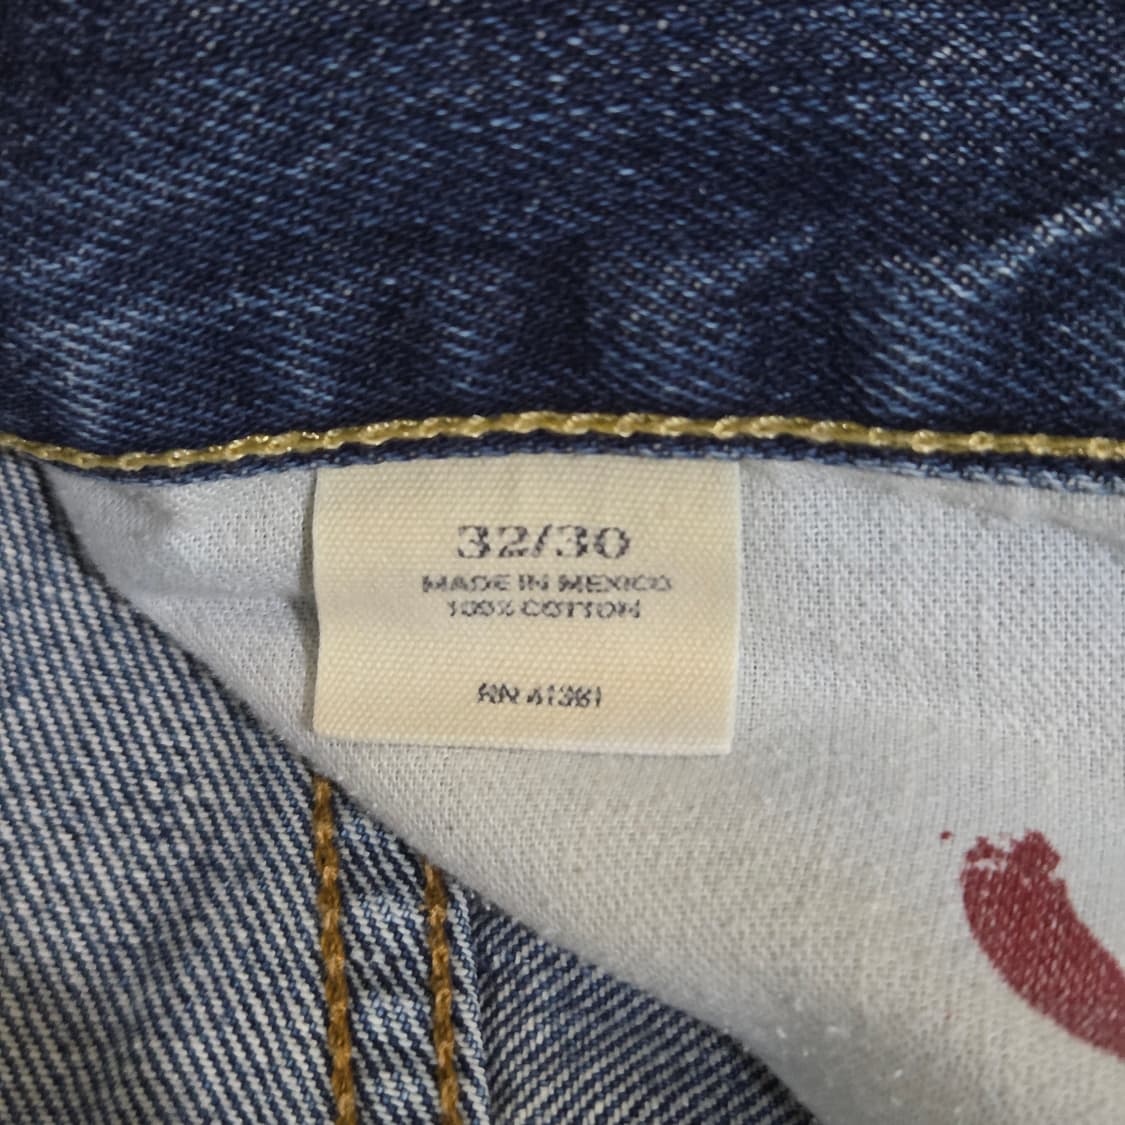 32/30
MADE IN MEXICO
100% COTTON
RN 41381